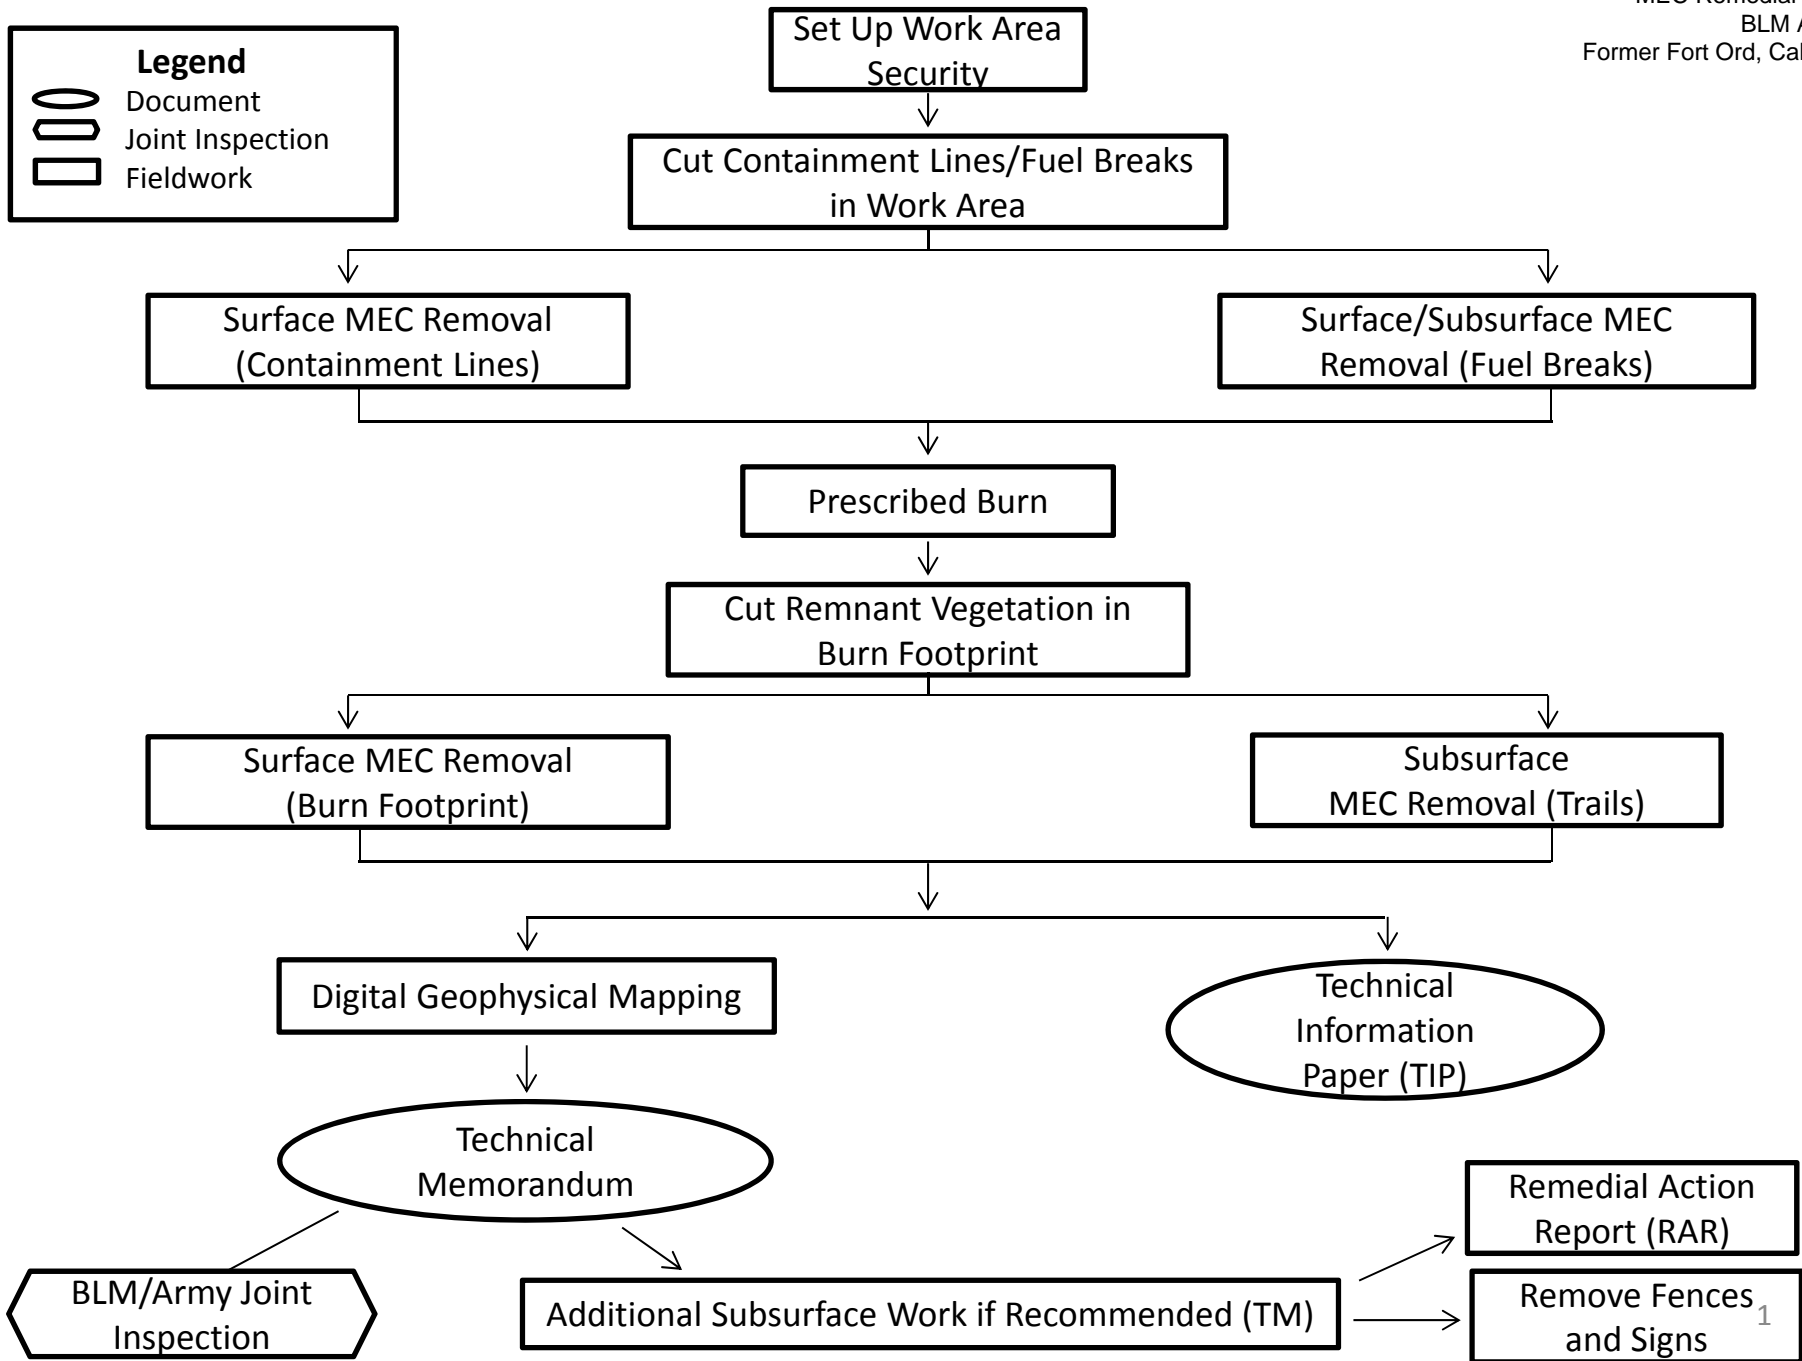 MEC Remedial
BLM A
Former Fort Ord, Cal
Legend
Document
Joint Inspection
Fieldwork
Set Up Work Area
Security
Cut Containment Lines/Fuel Breaks
in Work Area
Surface MEC Removal
(Containment Lines)
Surface/Subsurface MEC
Removal (Fuel Breaks)
Prescribed Burn
Cut Remnant Vegetation in
Burn Footprint
Surface MEC Removal
(Burn Footprint)
Subsurface
MEC Removal (Trails)
Digital Geophysical Mapping
Technical
Information
Paper (TIP)
Technical
Memorandum
BLM/Army Joint
Inspection
Additional Subsurface Work if Recommended (TM)
Remedial Action
Report (RAR)
Remove Fences
and Signs
1